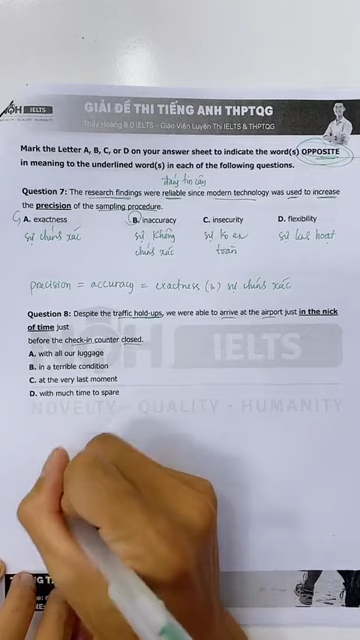 IELTS
NOVELTY - QUALITY - HUMANITY
GIẢI ĐỀ THI TIẾNG ANH THPTQG
Thầy Hoàng 8.0 IELTS - Giáo Viên Luyện Thi IELTS & THPTQG
Mark the Letter A, B, C, or D on your answer sheet to indicate the word(s) OPPOSITE
in meaning to the underlined word(s) in each of the following questions.
đáng tin cậy
Question 7: The research findings were reliable since modern technology was used to increase
the precision of the sampling procedure.
A. exactness B. inaccuracy C. insecurity D. flexibility
sự chính xác sự không chính xác sự ko an toàn sự linh hoạt
precision = accuracy = exactness (n) sự chính xác
Question 8: Despite the traffic hold-ups, we were able to arrive at the airport just in the nick
of time just
before the check-in counter closed.
A. with all our luggage
B. in a terrible condition
C. at the very last moment
D. with much time to spare
IELTS
NOVELTY - QUALITY - HUMANITY